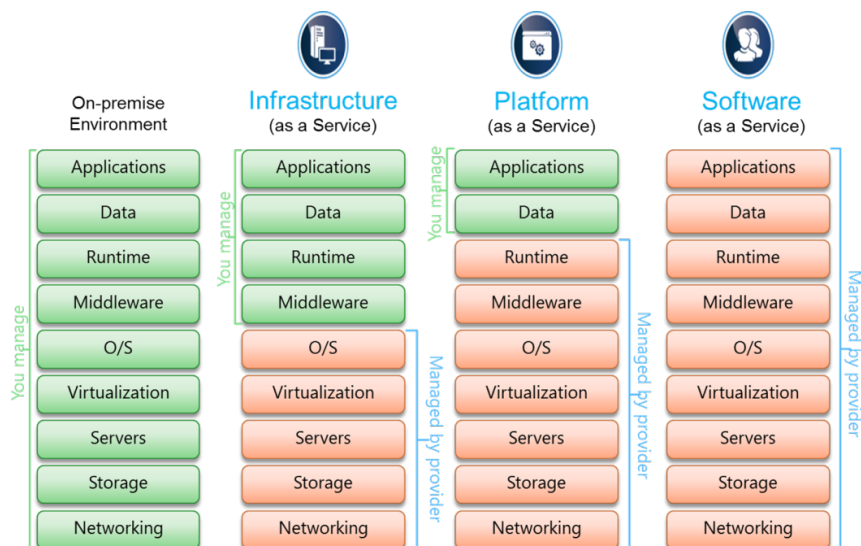 On-premise
Environment
Applications
Data
Runtime
Middleware
O/S
Virtualization
Servers
Storage
Networking
You manage
Infrastructure
(as a Service)
Applications
Data
Runtime
Middleware
O/S
Virtualization
Servers
Storage
Networking
You manage
Managed by provider
Platform
(as a Service)
Applications
Data
Runtime
Middleware
O/S
Virtualization
Servers
Storage
Networking
You manage
Managed by provider
Software
(as a Service)
Applications
Data
Runtime
Middleware
O/S
Virtualization
Servers
Storage
Networking
Managed by provider